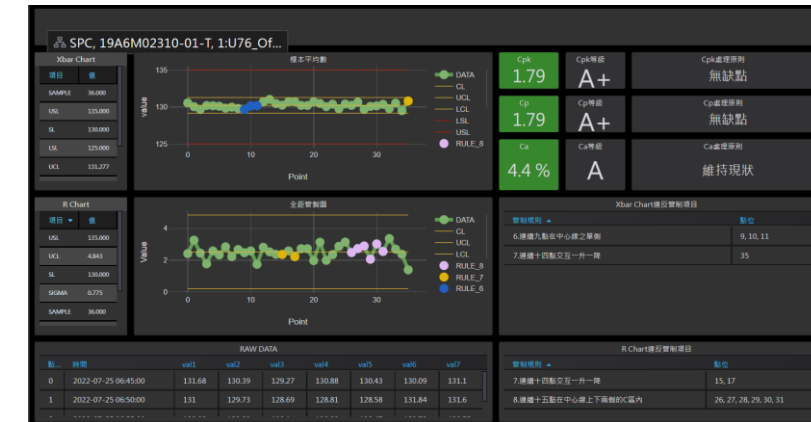 SPC, 19A6M02310-01-T, 1:U76_Of...
Xbar Chart
項目 值
SAMPLE 36.000
USL 135.000
SL 130.000
LSL 125.000
UCL 131.277
樣本平均數
135
130
125
value
0 10 20 30
Point
DATA
CL
UCL
LCL
LSL
USL
RULE_8
Cpk
1.79
Cpk等級
A+
Cpk處理原則
無缺點
Cp
1.79
Cp等級
A+
Cp處理原則
無缺點
Ca
4.4 %
Ca等級
A
Ca處理原則
維持現狀
R Chart
項目 值
USL 135.000
UCL 4.843
SL 130.000
SIGMA 0.775
SAMPLE 36.000
全距管制圖
4
2
0
Value
0 10 20 30
Point
DATA
CL
UCL
LCL
RULE_8
RULE_7
RULE_6
Xbar Chart違反管制項目
管制規則 點位
6.連續九點在中心線之單側 9, 10, 11
7.連續十四點交互一升一降 35
RAW DATA
點... 時間 val1 val2 val3 val4 val5 val6 val7
0 2022-07-25 06:45:00 131.68 130.39 129.27 130.88 130.43 130.09 131.1
1 2022-07-25 06:50:00 131 129.73 128.69 128.81 128.58 131.84 131.6
R Chart違反管制項目
管制規則 點位
7.連續十四點交互一升一降 15, 17
8.連續十五點在中心線上下兩側的C區內 26, 27, 28, 29, 30, 31